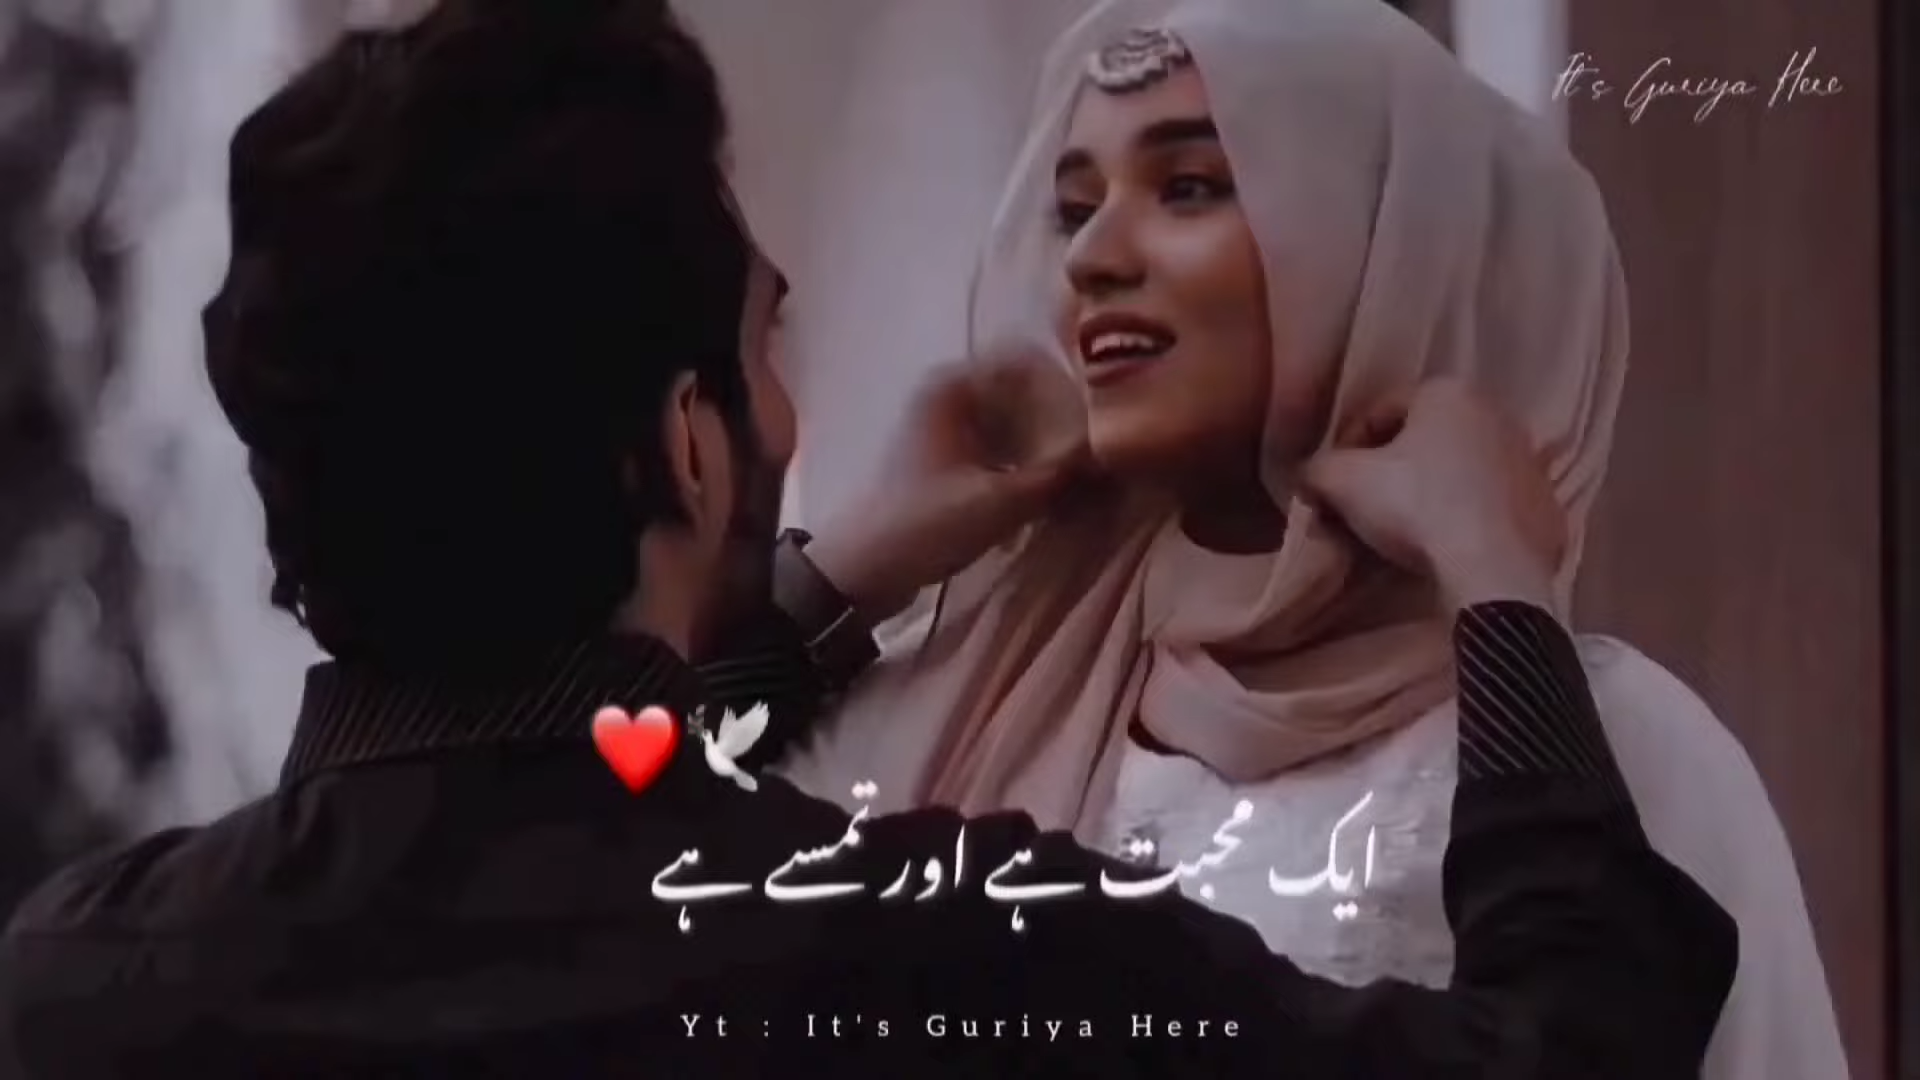 It's Guriya Here
❤️🕊️
ایک محبت ہے اور تمسے ہے
Yt : It's Guriya Here